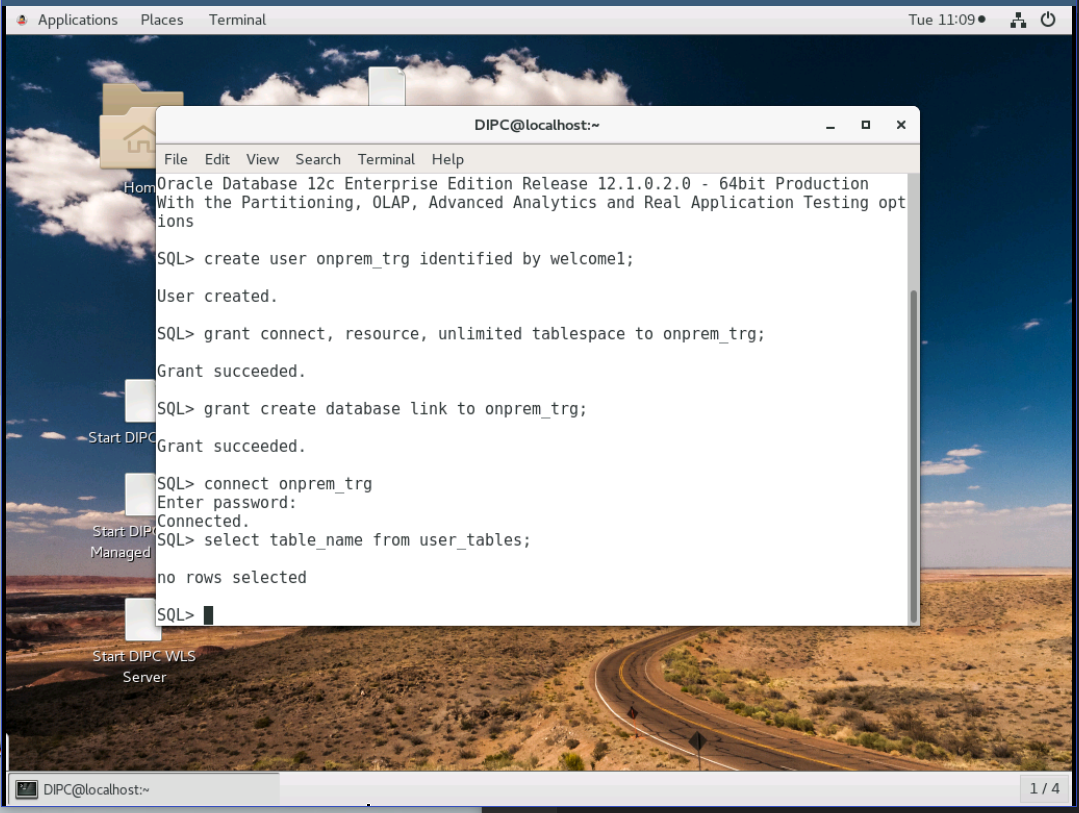 Applications Places Terminal Tue 11:09
DIPC@localhost:~
File Edit View Search Terminal Help
Oracle Database 12c Enterprise Edition Release 12.1.0.2.0 - 64bit Production
With the Partitioning, OLAP, Advanced Analytics and Real Application Testing opt
ions
SQL> create user onprem_trg identified by welcome1;
User created.
SQL> grant connect, resource, unlimited tablespace to onprem_trg;
Grant succeeded.
SQL> grant create database link to onprem_trg;
Grant succeeded.
SQL> connect onprem_trg
Enter password:
Connected.
SQL> select table_name from user_tables;
no rows selected
SQL>
Hom
Start DIPC
Start DIP
Managed
Start DIPC WLS
Server
DIPC@localhost:~
1 / 4